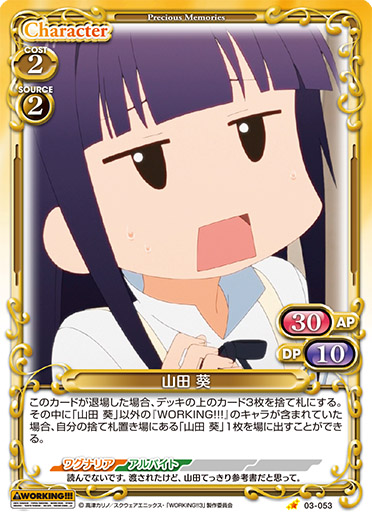 Precious Memories
Character
COST
2
SOURCE
2
30 AP
DP 10
山田 葵
このカードが退場した場合、デッキの上のカード3枚を捨て札にする。
その中に「山田 葵」以外の『WORKING!!!』のキャラが含まれていた
場合、自分の捨て札置き場にある「山田 葵」1枚を場に出すことができ
る。
ワグナリア アルバイト
読んでないです。渡されたけど、山田てっきり参考書だと思って。
WORKING!!!
© 高津カリノ/スクウェアエニックス・「WORKING!!3」製作委員会
03-053